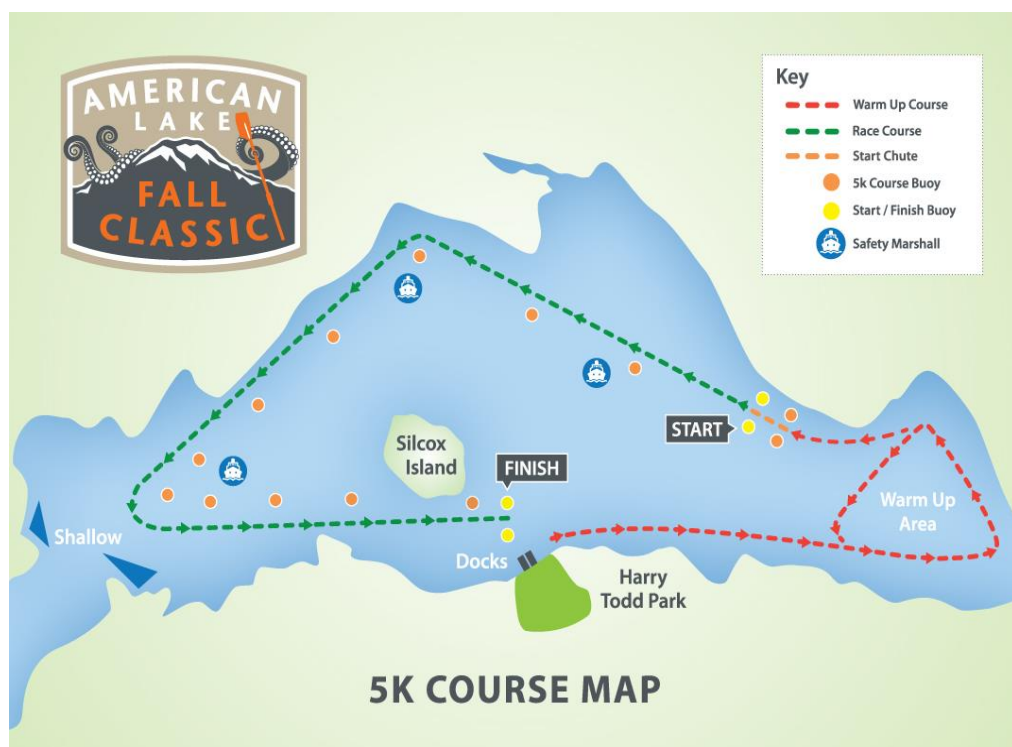 AMERICAN
LAKE
FALL
CLASSIC
Key
Warm Up Course
Race Course
Start Chute
5k Course Buoy
Start / Finish Buoy
Safety Marshall
START
Silcox
Island
FINISH
Warm Up
Area
Shallow
Docks
Harry
Todd Park
5K COURSE MAP